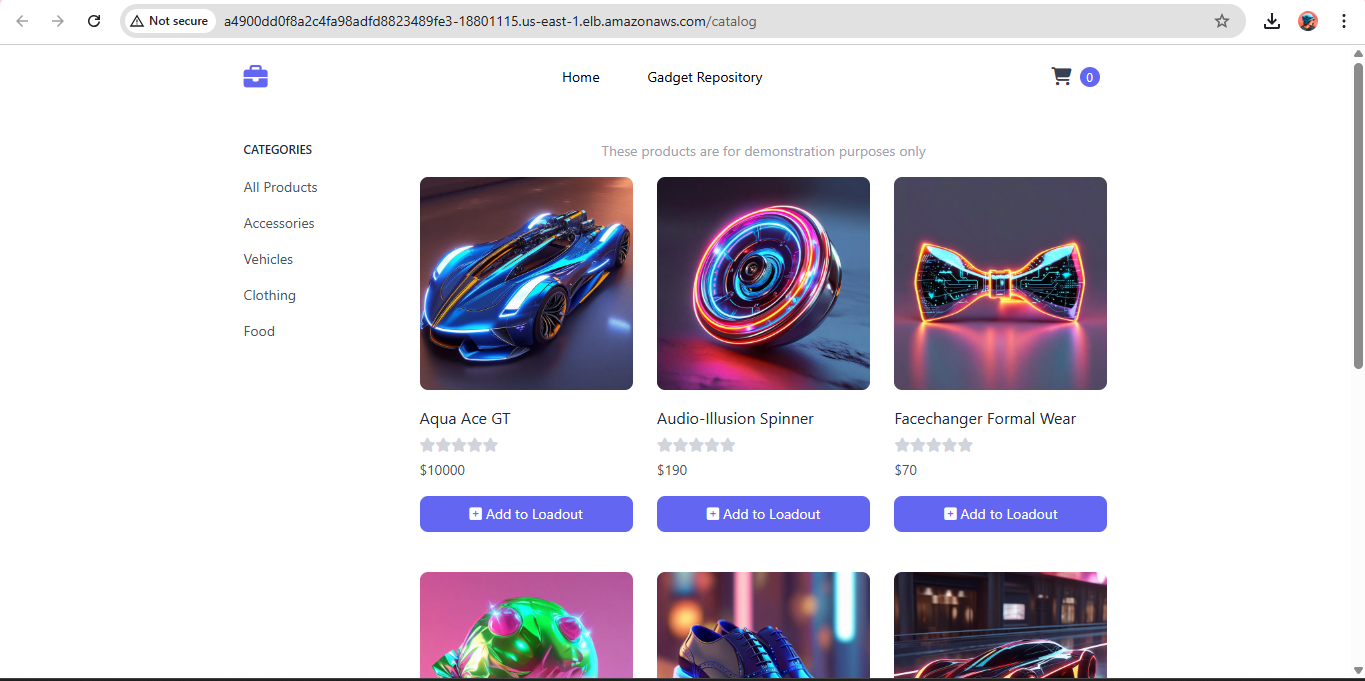 Not secure a4900dd0f8a2c4fa98adfd8823489fe3-18801115.us-east-1.elb.amazonaws.com/catalog
Home Gadget Repository 0
CATEGORIES
These products are for demonstration purposes only
All Products
Accessories
Vehicles
Clothing
Food
Aqua Ace GT Audio-Illusion Spinner Facechanger Formal Wear
$10000 $190 $70
Add to Loadout Add to Loadout Add to Loadout